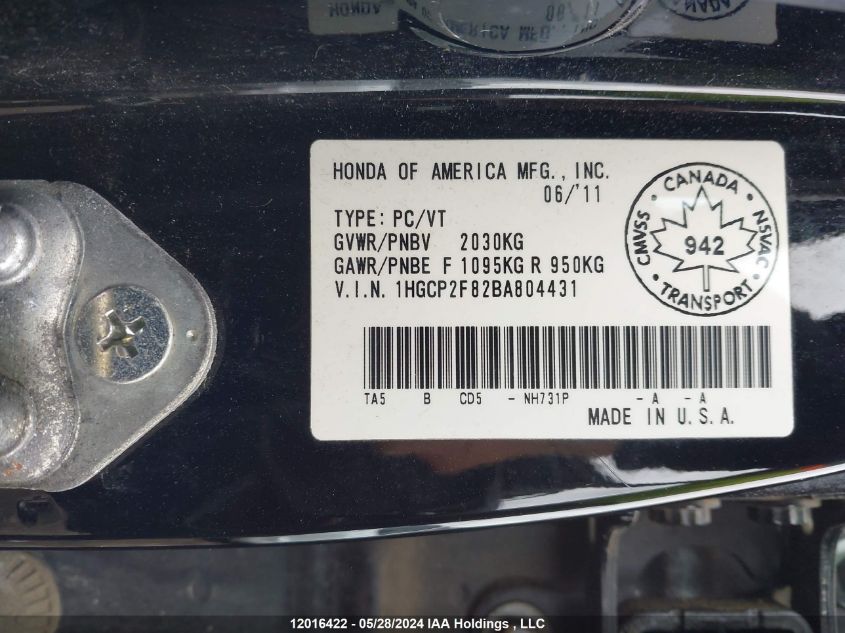 HONDA OF AMERICA MFG., INC.
06/'11
TYPE: PC/VT
GVWR/PNBV 2030KG
GAWR/PNBE F 1095KG R 950KG
V.I.N. 1HGCP2F82BA804431
CANADA
CMVSS
942
NSVAC
TRANSPORT
TA5 B CD5 - NH731P - A - A
MADE IN U.S.A.
12016422 - 05/28/2024 IAA Holdings , LLC